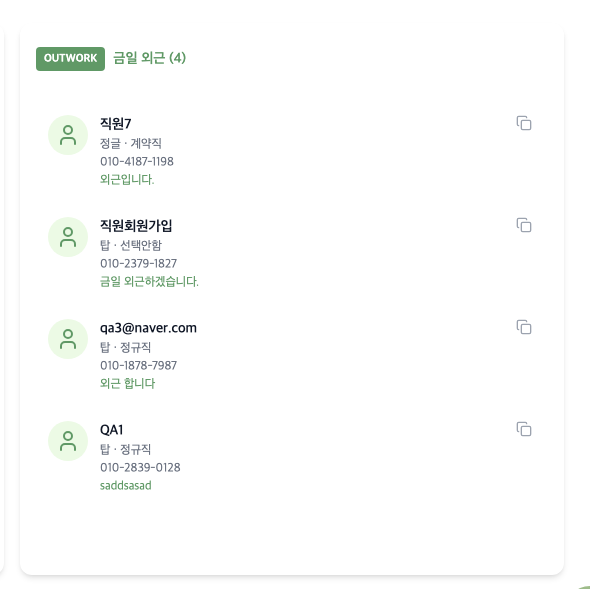 OUTWORK 금일 외근 (4)
직원7
정글 · 계약직
010-4187-1198
외근입니다.
직원회원가입
탑 · 선택안함
010-2379-1827
금일 외근하겠습니다.
qa3@naver.com
탑 · 정규직
010-1878-7987
외근 합니다
QA1
탑 · 정규직
010-2839-0128
saddsasad